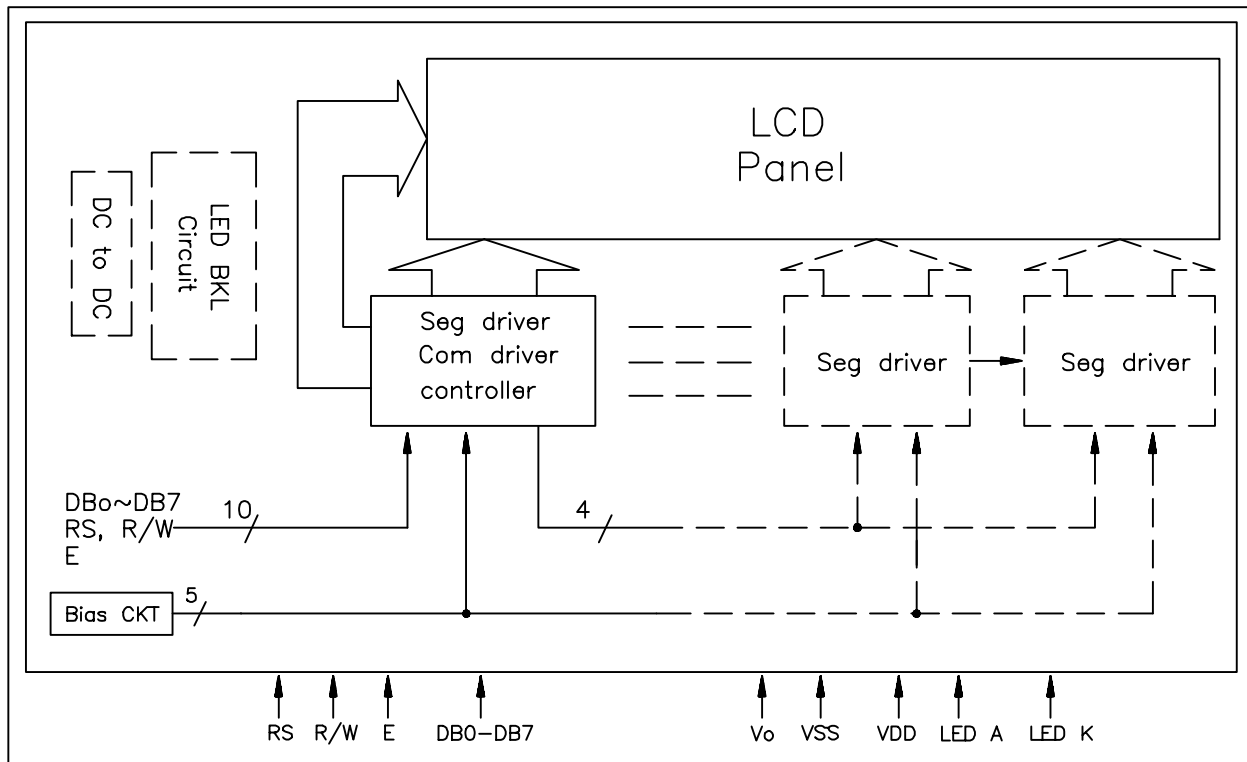 LCD
Panel
DC to DC
LED BKL
Circuit
Seg driver
Com driver
controller
Seg driver
Seg driver
DBo~DB7
RS, R/W
E
10
4
Bias CKT
5
RS
R/W
E
DB0-DB7
Vo
VSS
VDD
LED A
LED K